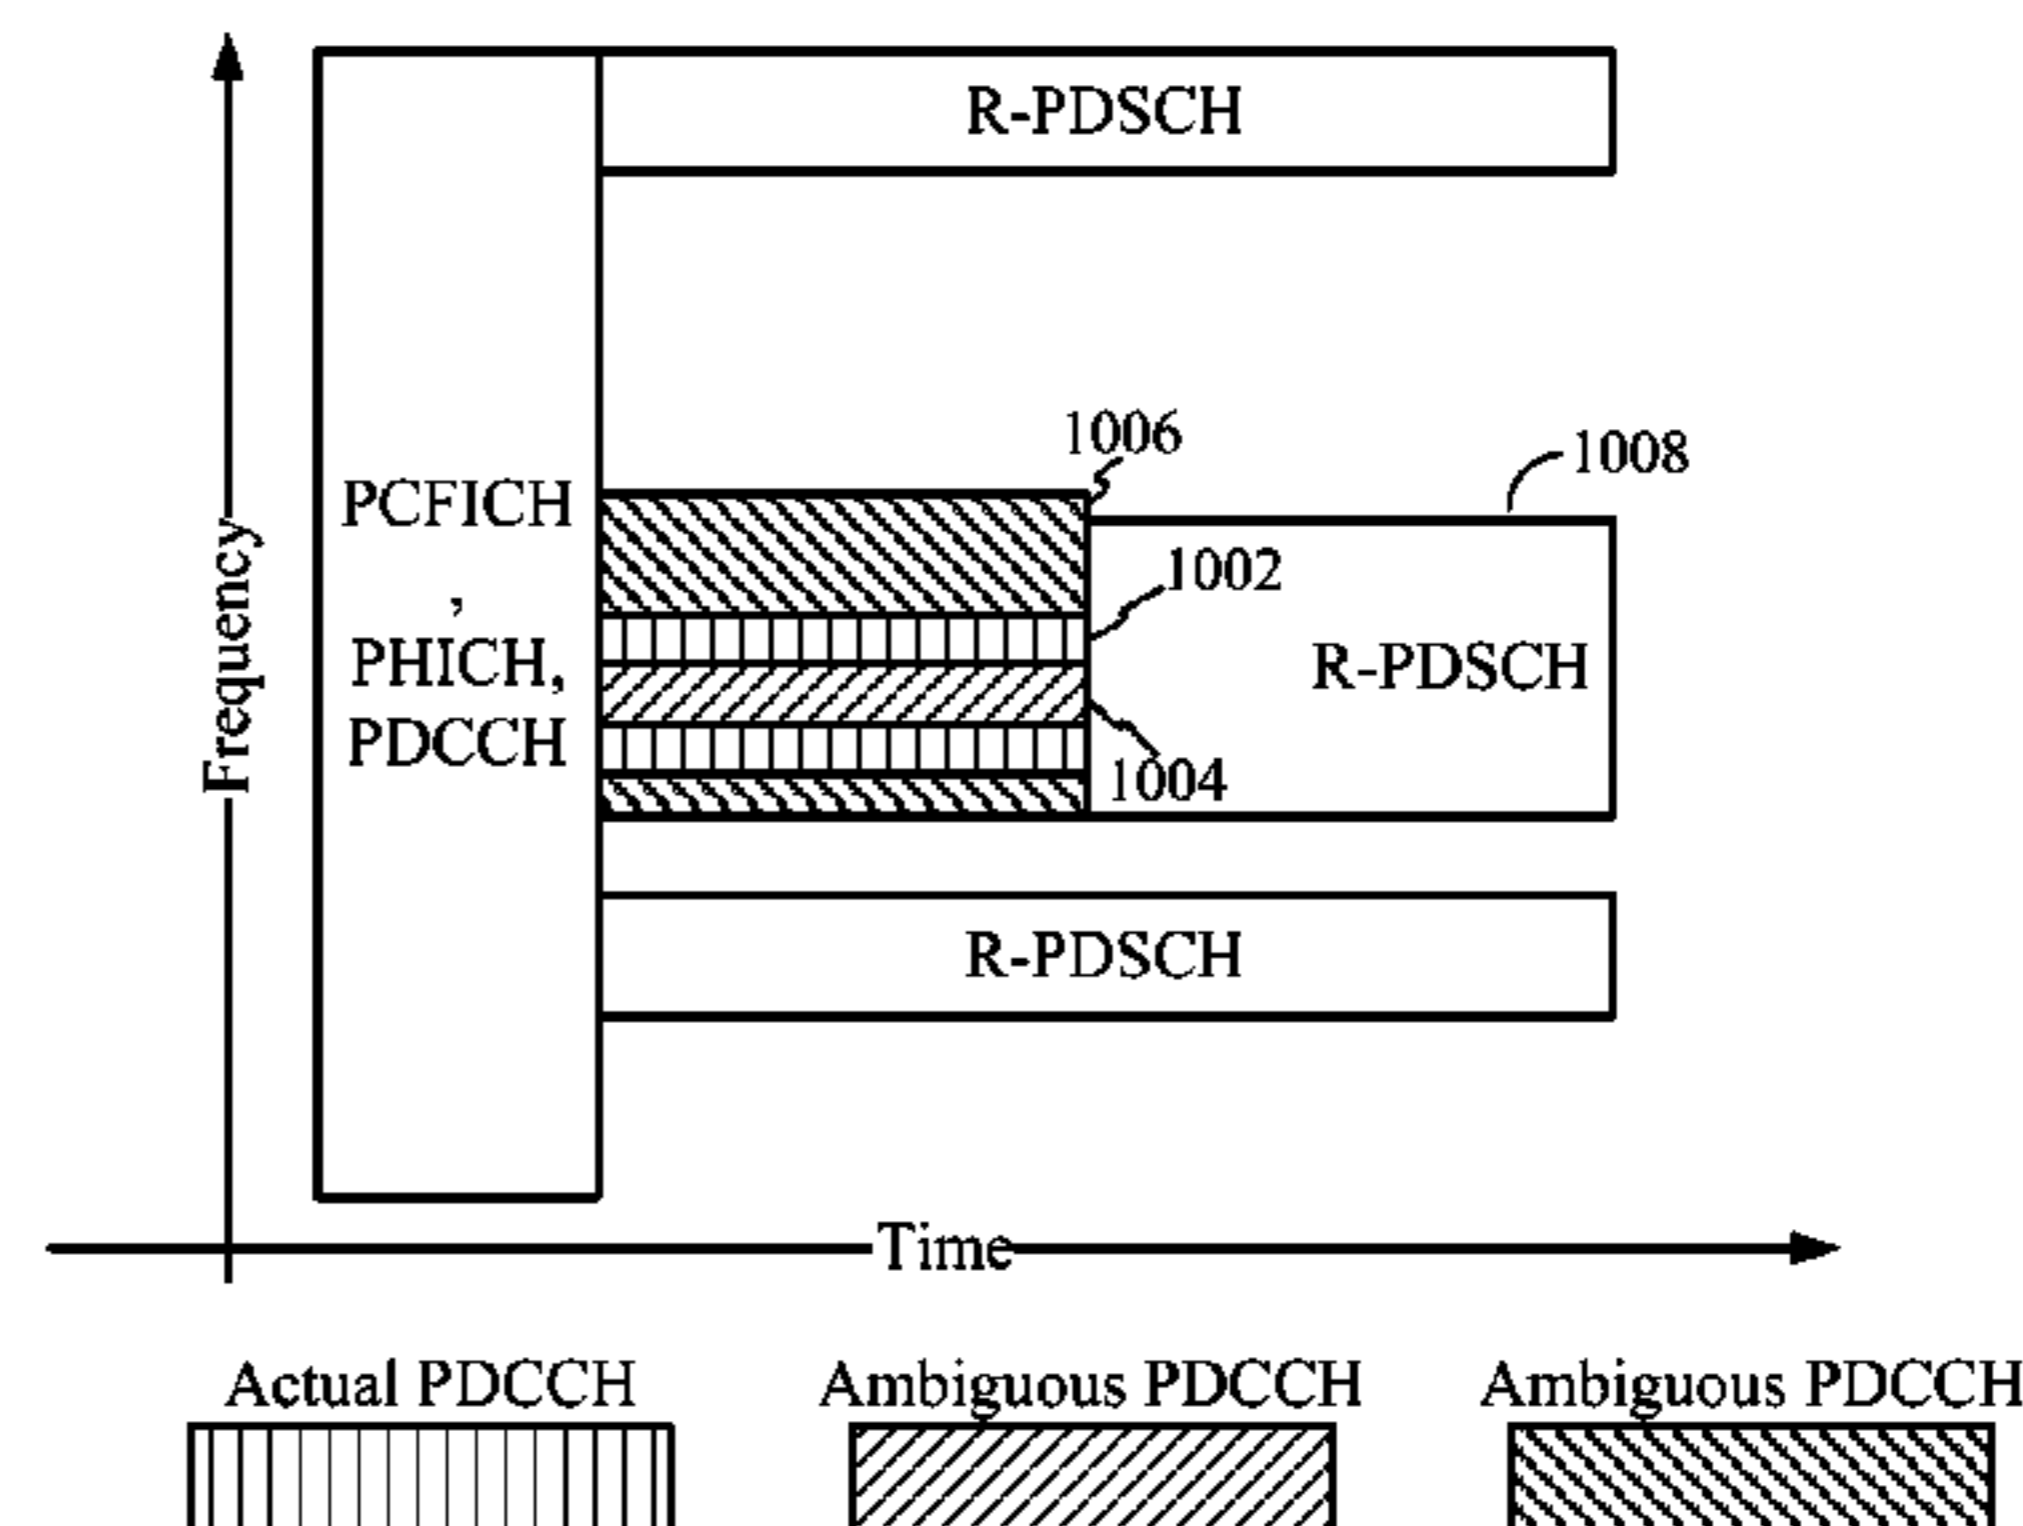 R-PDSCH
1006
1008
PCFICH
,
PHICH,
PDCCH
1002
R-PDSCH
1004
Frequency
R-PDSCH
Time
Actual PDCCH
Ambiguous PDCCH
Ambiguous PDCCH